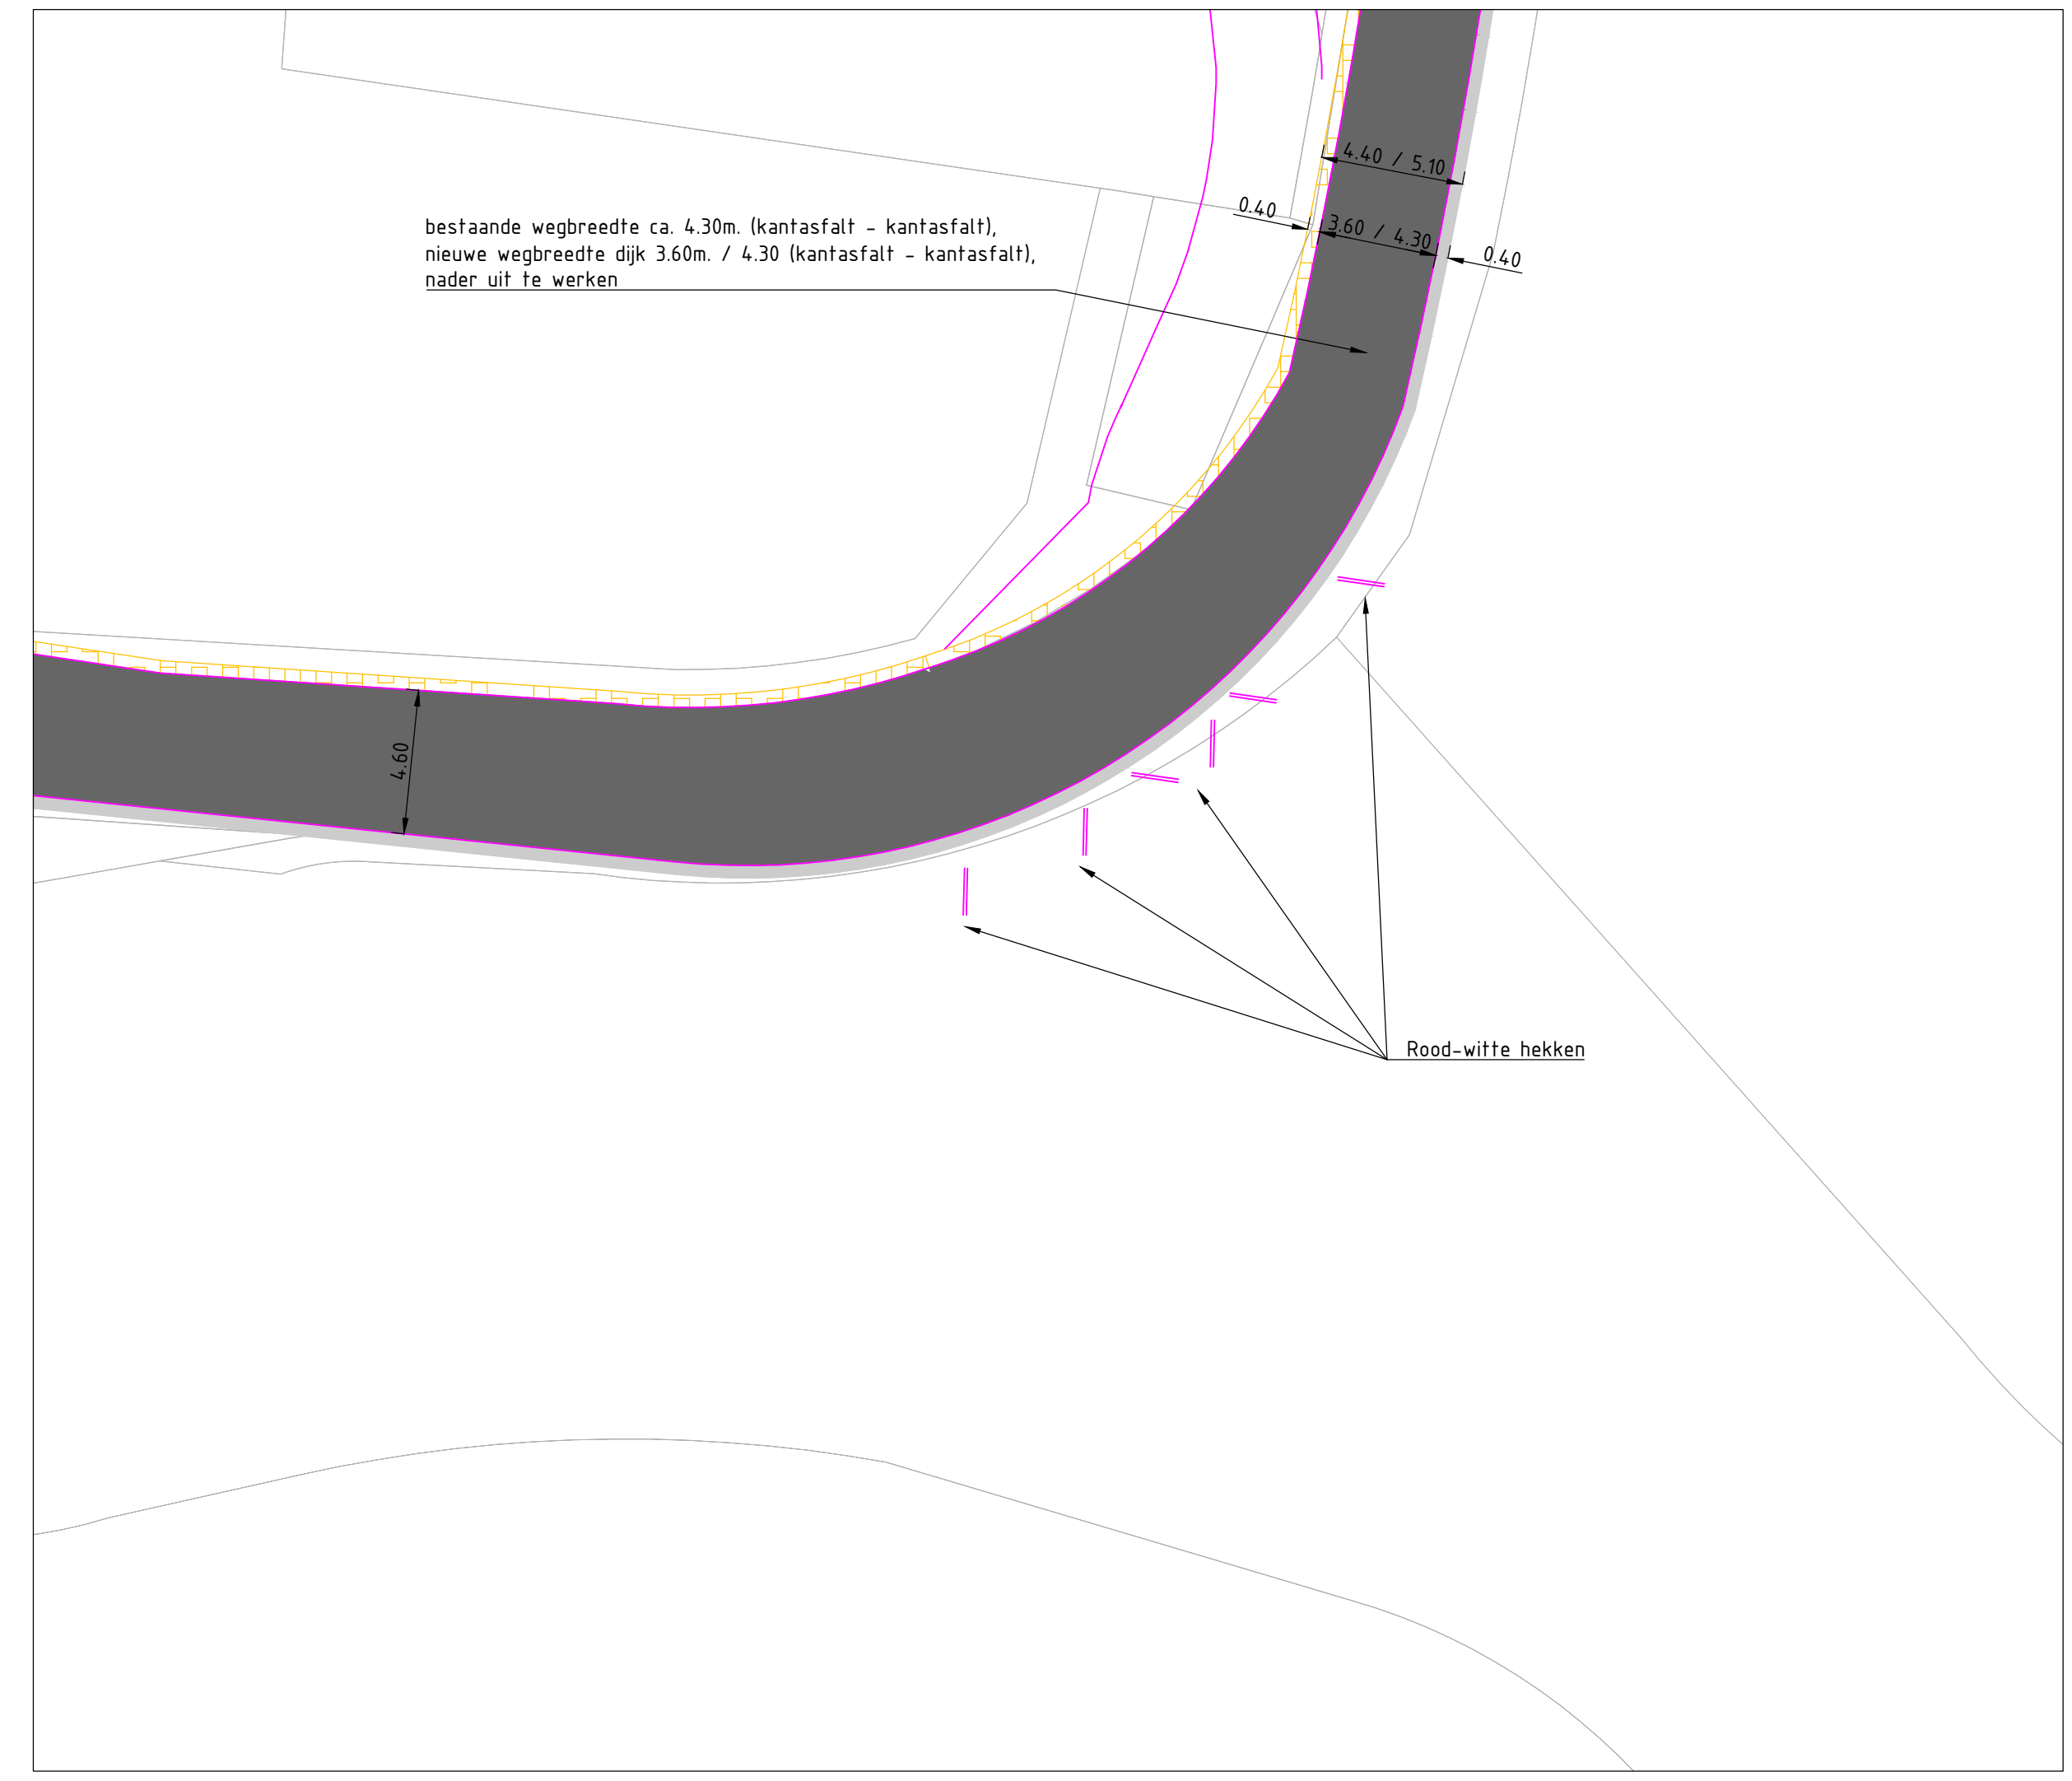 4.40 / 5.10
0.40
3.60 / 4.30
0.40
bestaande wegbreedte ca. 4.30m. (kantasfalt - kantasfalt),
nieuwe wegbreedte dijk 3.60m. / 4.30 (kantasfalt - kantasfalt),
nader uit te werken
4.60
Rood-witte hekken